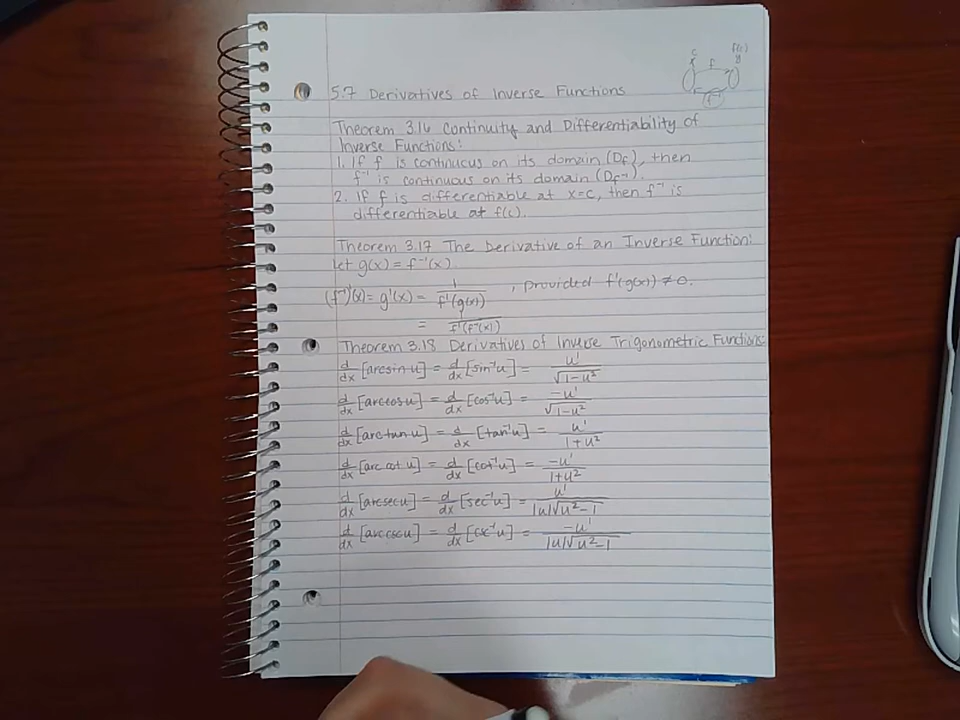 c f(c)
x f y
f⁻¹
5.7 Derivatives of Inverse Functions
Theorem 3.16 Continuity and Differentiability of
Inverse Functions:
1. If f is continuous on its domain (Df), then
f⁻¹ is continuous on its domain (Df⁻¹).
2. If f is differentiable at x=c, then f⁻¹ is
differentiable at f(c).
Theorem 3.17 The Derivative of an Inverse Function:
Let g(x) = f⁻¹(x)
(f⁻¹)'(x) = g'(x) = 1/f'(g(x)), provided f'(g(x)) ≠ 0.
= 1/f'(f⁻¹(x))
Theorem 3.18 Derivatives of Inverse Trigonometric Functions:
d/dx [arcsin u] = d/dx [sin⁻¹u] = u'/√(1-u²)
d/dx [arccos u] = d/dx [cos⁻¹u] = -u'/√(1-u²)
d/dx [arctan u] = d/dx [tan⁻¹u] = u'/(1+u²)
d/dx [arc cot u] = d/dx [cot⁻¹u] = -u'/(1+u²)
d/dx [arcsec u] = d/dx [sec⁻¹u] = u'/(|u|√(u²-1))
d/dx [arccsc u] = d/dx [csc⁻¹u] = -u'/(|u|√(u²-1))